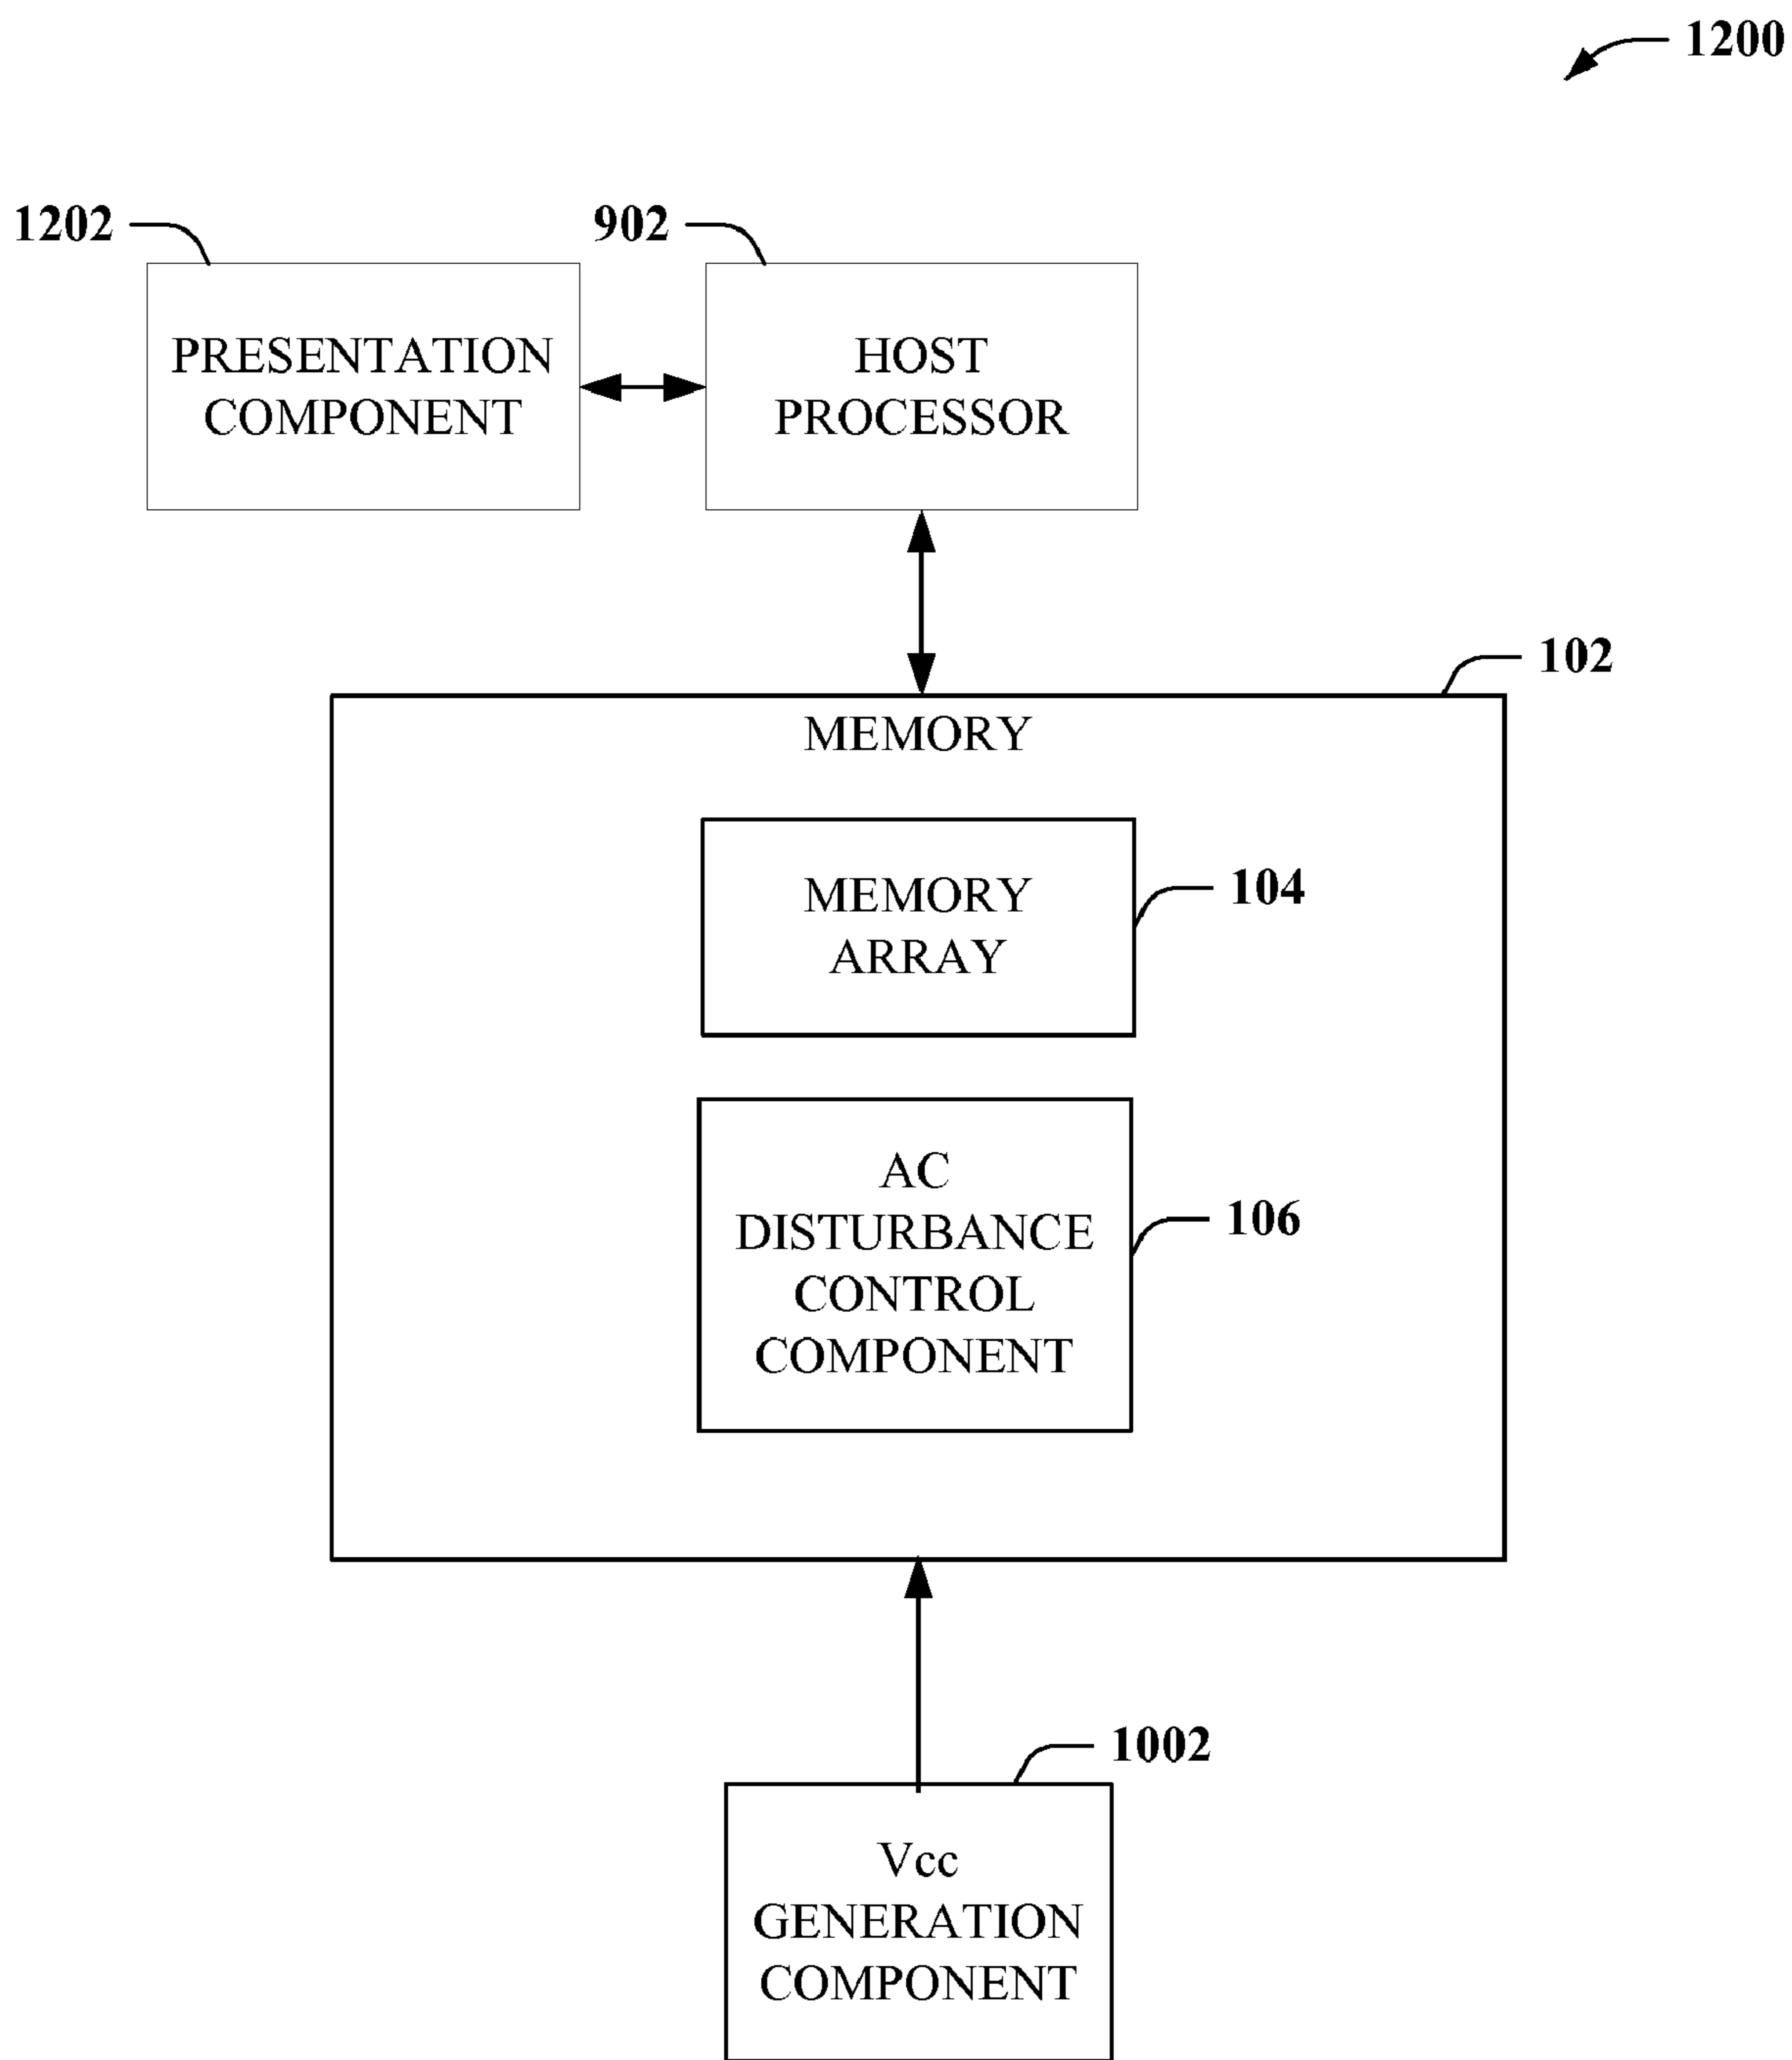 1200
1202
902
PRESENTATION
COMPONENT
HOST
PROCESSOR
102
MEMORY
MEMORY
ARRAY
104
AC
DISTURBANCE
CONTROL
COMPONENT
106
1002
Vcc
GENERATION
COMPONENT